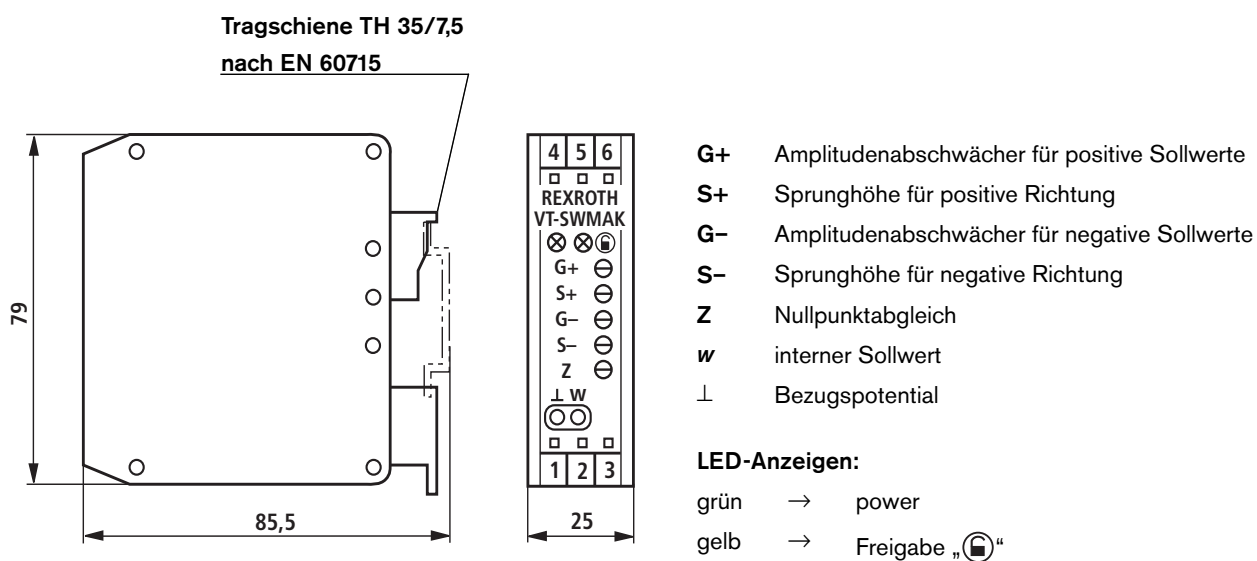 Tragschiene TH 35/7,5
nach EN 60715
79
85,5
4 5 6
REXROTH
VT-SWMAK
G+
S+
G–
S–
Z
⊥ W
1 2 3
25
G+ Amplitudenabschwächer für positive Sollwerte
S+ Sprunghöhe für positive Richtung
G– Amplitudenabschwächer für negative Sollwerte
S– Sprunghöhe für negative Richtung
Z Nullpunktabgleich
w interner Sollwert
⊥ Bezugspotential
LED-Anzeigen:
grün → power
gelb → Freigabe „“